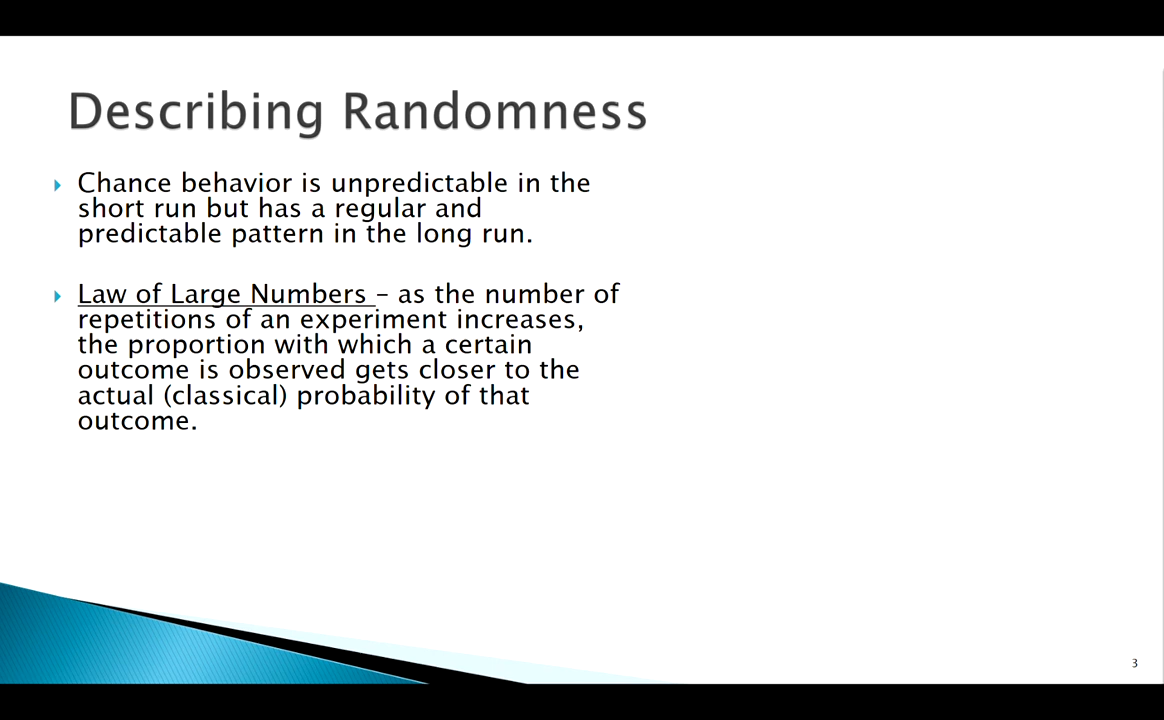 Describing Randomness
Chance behavior is unpredictable in the
short run but has a regular and
predictable pattern in the long run.
Law of Large Numbers – as the number of
repetitions of an experiment increases,
the proportion with which a certain
outcome is observed gets closer to the
actual (classical) probability of that
outcome.
3